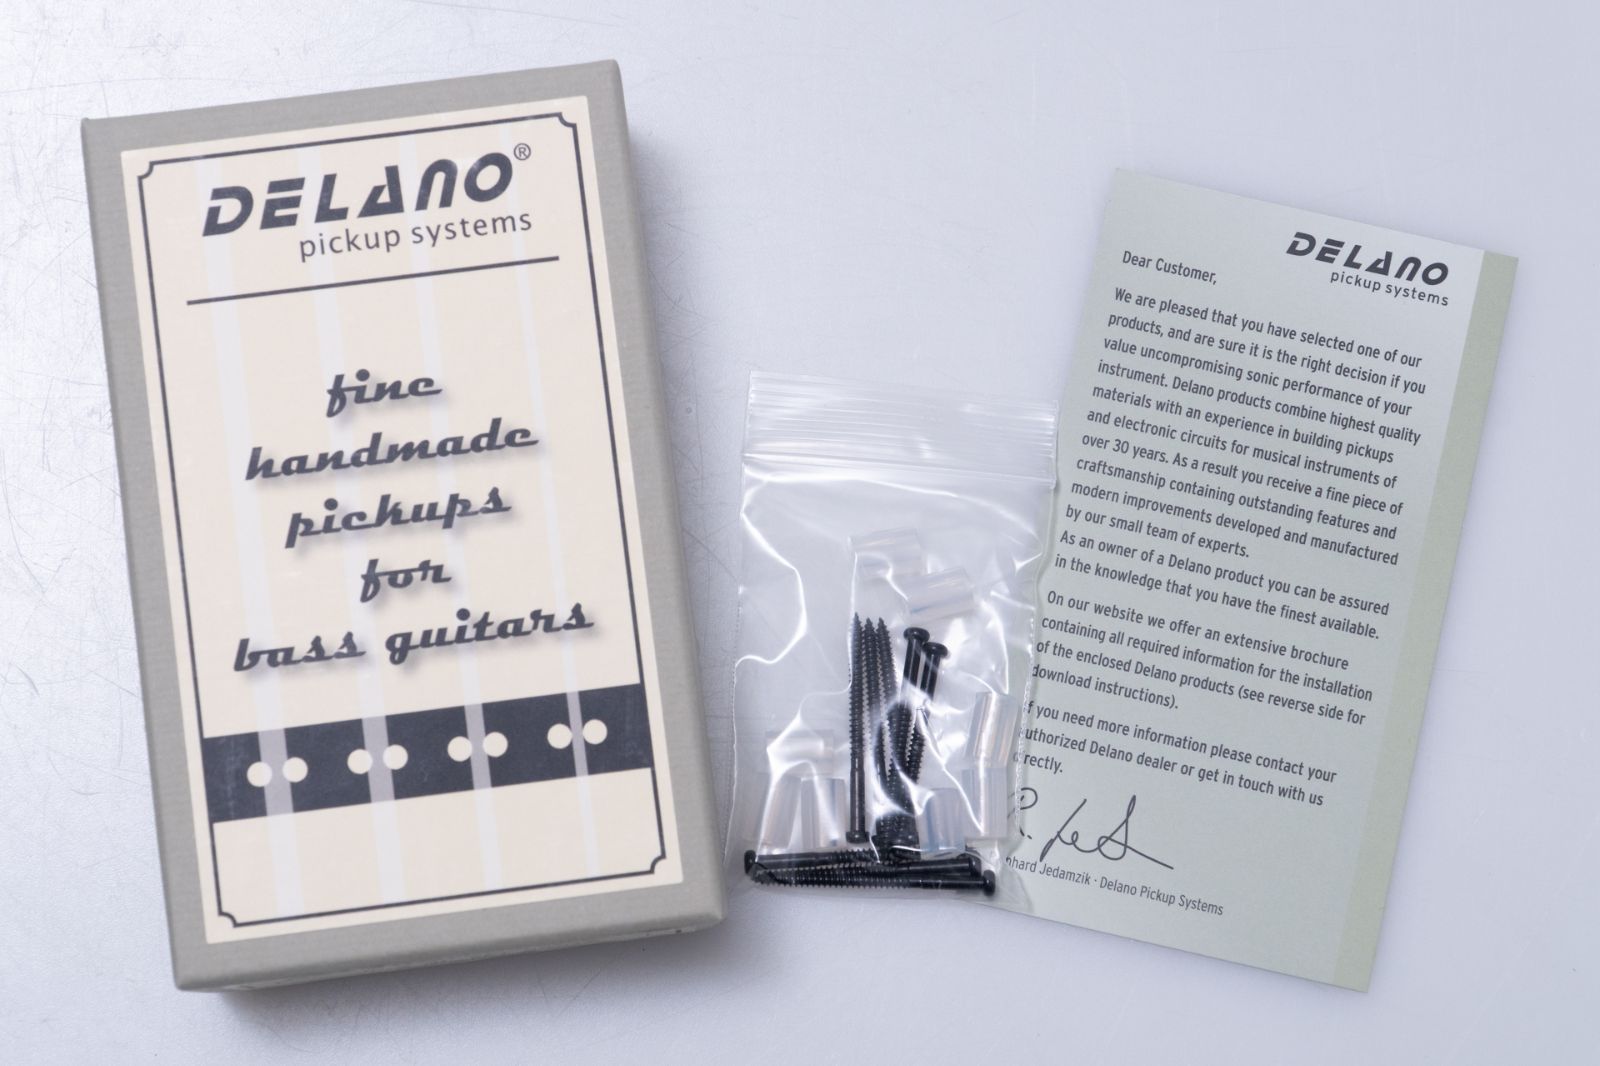 DELANO®
pickup systems
fine
handmade
pickups
for
bass guitars
DELANO
pickup systems
Dear Customer,
We are pleased that you have selected one of our
products, and are sure it is the right decision if you
value uncompromising sonic performance of your
instrument. Delano products combine highest quality
materials with an experience in building pickups
and electronic circuits for musical instruments of
over 30 years. As a result you receive a fine piece of
craftsmanship containing outstanding features and
modern improvements developed and manufactured
by our small team of experts.
As an owner of a Delano product you can be assured
in the knowledge that you have the finest available.
On our website we offer an extensive brochure
containing all required information for the installation
of the enclosed Delano products (see reverse side for
download instructions).
If you need more information please contact your
authorized Delano dealer or get in touch with us
directly.
Jedamzik · Delano Pickup Systems